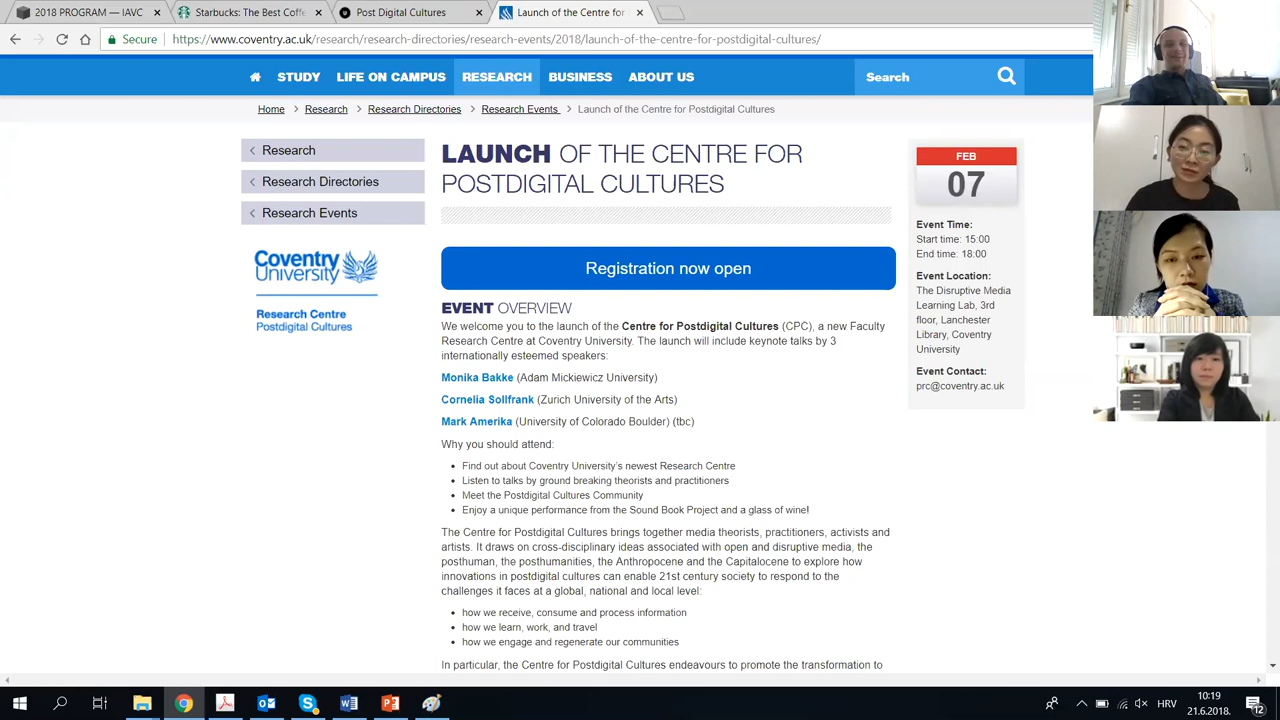 2018 PROGRAM — IAVC
Starbucks: The Best Coffe
Post Digital Cultures
Launch of the Centre for
Secure
https://www.coventry.ac.uk/research/research-directories/research-events/2018/launch-of-the-centre-for-postdigital-cultures/
STUDY
LIFE ON CAMPUS
RESEARCH
BUSINESS
ABOUT US
Search
Home > Research > Research Directories > Research Events > Launch of the Centre for Postdigital Cultures
Research
Research Directories
Research Events
Coventry
University
Research Centre
Postdigital Cultures
LAUNCH OF THE CENTRE FOR
POSTDIGITAL CULTURES
Registration now open
EVENT OVERVIEW
We welcome you to the launch of the Centre for Postdigital Cultures (CPC), a new Faculty
Research Centre at Coventry University. The launch will include keynote talks by 3
internationally esteemed speakers:
Monika Bakke (Adam Mickiewicz University)
Cornelia Sollfrank (Zurich University of the Arts)
Mark Amerika (University of Colorado Boulder) (tbc)
Why you should attend:
• Find out about Coventry University's newest Research Centre
• Listen to talks by ground breaking theorists and practitioners
• Meet the Postdigital Cultures Community
• Enjoy a unique performance from the Sound Book Project and a glass of wine!
The Centre for Postdigital Cultures brings together media theorists, practitioners, activists and
artists. It draws on cross-disciplinary ideas associated with open and disruptive media, the
posthuman, the posthumanities, the Anthropocene and the Capitalocene to explore how
innovations in postdigital cultures can enable 21st century society to respond to the
challenges it faces at a global, national and local level:
• how we receive, consume and process information
• how we learn, work, and travel
• how we engage and regenerate our communities
In particular, the Centre for Postdigital Cultures endeavours to promote the transformation to
FEB
07
Event Time:
Start time: 15:00
End time: 18:00
Event Location:
The Disruptive Media
Learning Lab, 3rd
floor, Lanchester
Library, Coventry
University
Event Contact:
prc@coventry.ac.uk
HRV
10:19
21.6.2018.
12